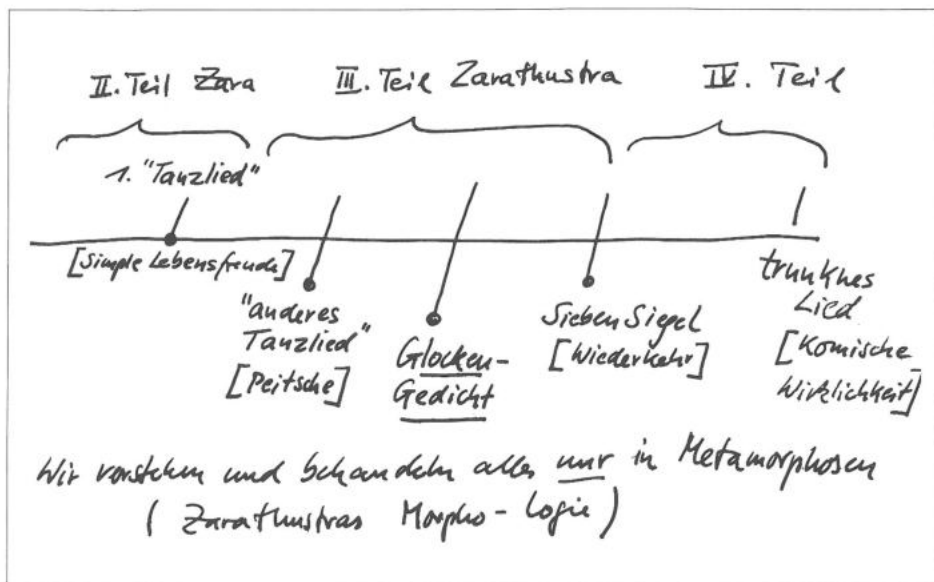 II. Teil Zara III. Teil Zarathustra IV. Teil
1. "Tanzlied"
[Simple Lebensfreude]
"anderes
Tanzlied"
[Peitsche]
Glocken-
Gedicht
Sieben Siegel
[Wiederkehr]
trunknes
Lied
[Komische
Wirklichkeit]
Wir verstehen und behandeln alles nur in Metamorphosen
(Zarathustras Morpho-Logie)